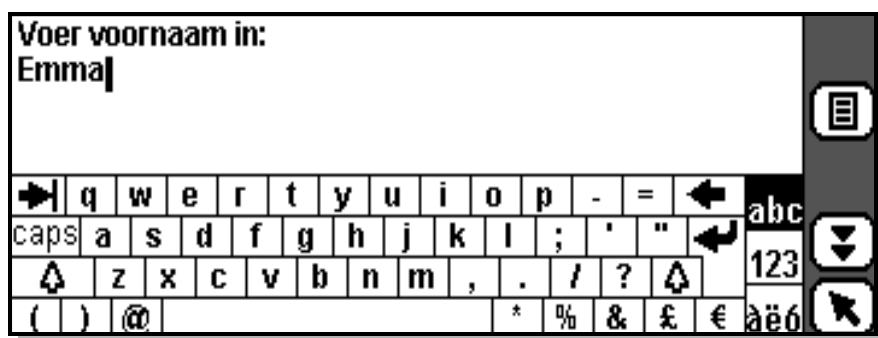 Voer voornaam in:
Emma
q w e r t y u i o p - =
abc
caps a s d f g h j k l ; ' "
z x c v b n m , . / ?
123
( ) @ * % & £ €
àëó